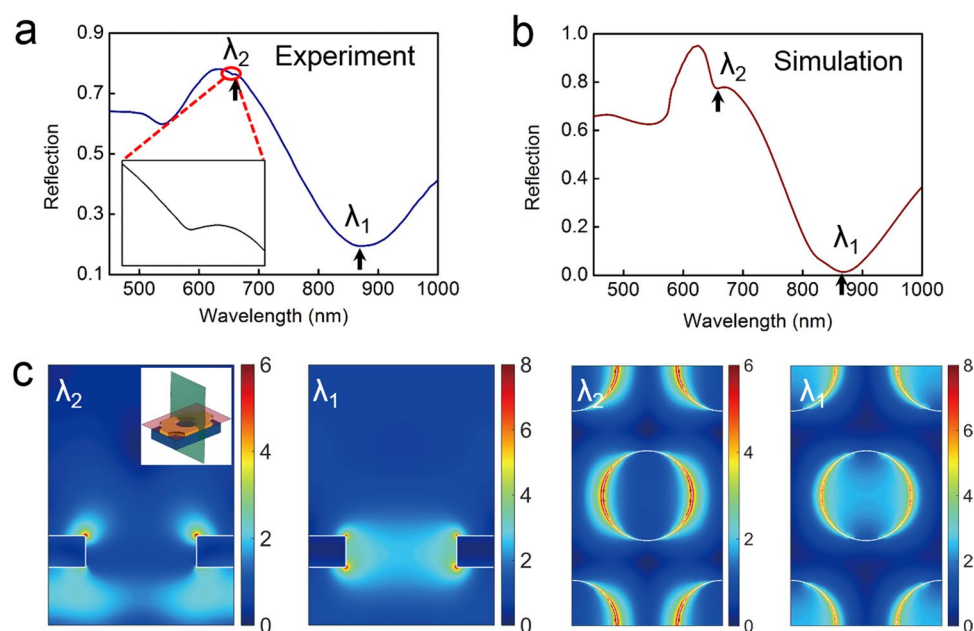 a
λ2
Experiment
0.9
0.7
0.5
0.3
0.1
Reflection
λ1
500
600
700
800
900
1000
Wavelength (nm)
b
λ2
Simulation
1.0
0.8
0.6
0.4
0.2
0.0
Reflection
λ1
500
600
700
800
900
1000
Wavelength (nm)
c
λ2
6
4
2
0
λ1
8
6
4
2
0
λ2
6
4
2
0
λ1
8
6
4
2
0